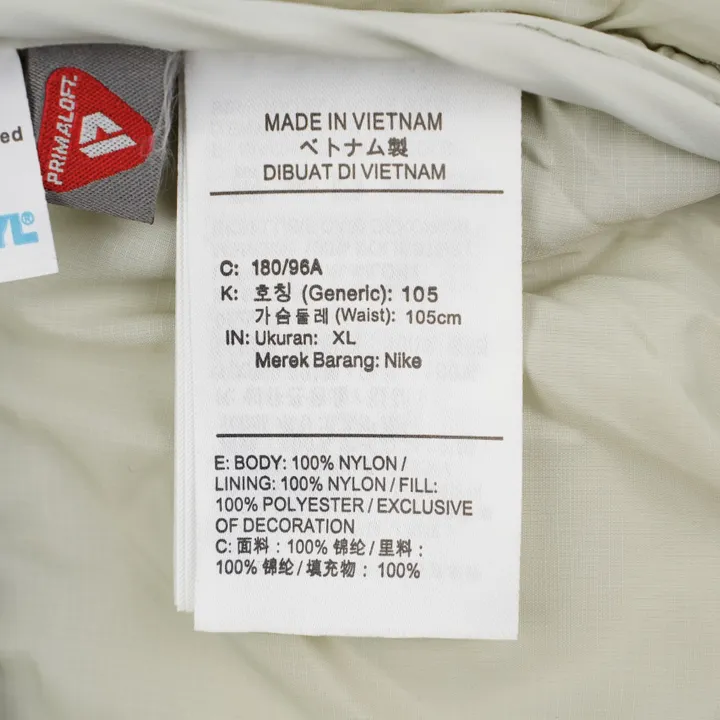 ed
YL®
PRIMALOFT.
MADE IN VIETNAM
ベトナム製
DIBUAT DI VIETNAM
C: 180/96A
K: 호칭 (Generic): 105
가슴둘레 (Waist): 105cm
IN: Ukuran: XL
Merek Barang: Nike
E: BODY: 100% NYLON /
LINING: 100% NYLON / FILL:
100% POLYESTER / EXCLUSIVE
OF DECORATION
C: 面料：100% 锦纶 / 里料：
100% 锦纶 / 填充物：100%